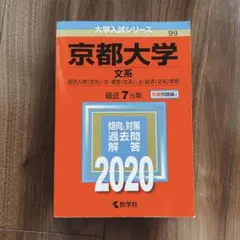 大学入試シリーズ
99
京都大学
文系
総合人間〈文系〉・文・教育〈文系〉・法・経済〈文系〉学部
最近7カ年
傾向と対策
過去問
解答
2020
教学社